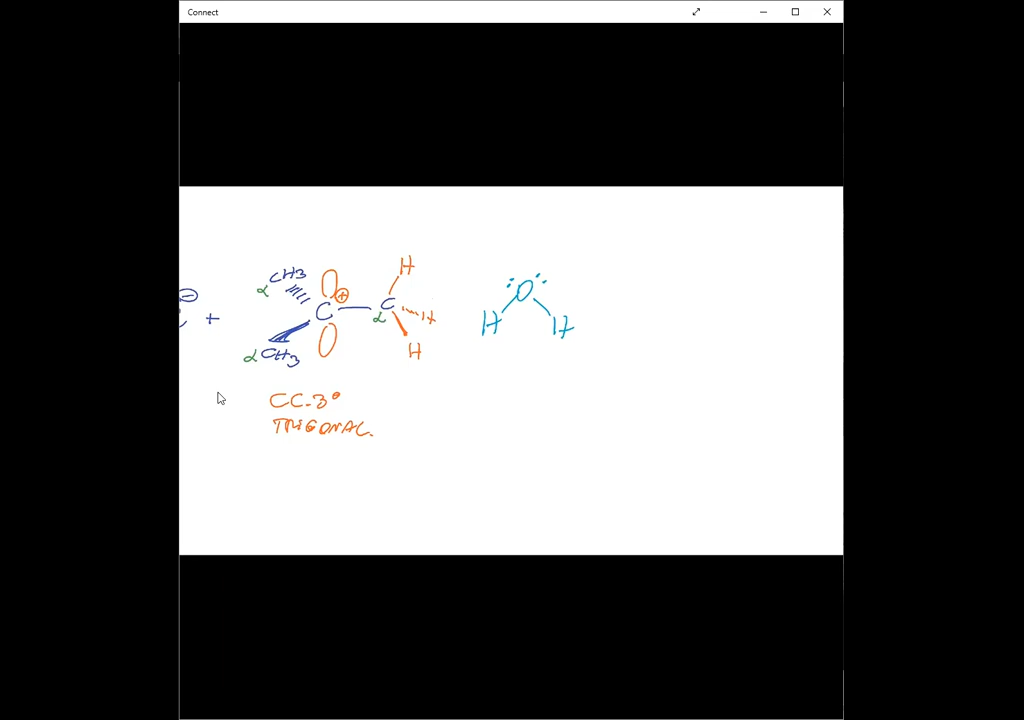 Connect
H
α CH3
⊖ + C ⊕ C α H
α CH3 H
:O:
H H
CC-3°
TRIGONAL.